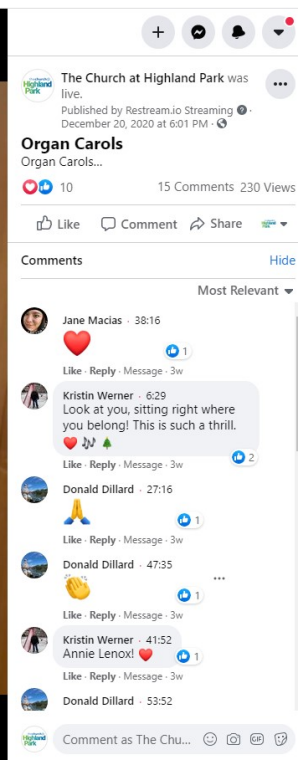 The Church at Highland Park was
live.
Published by Restream.io Streaming ·
December 20, 2020 at 6:01 PM ·
Organ Carols
Organ Carols...
10 15 Comments 230 Views
Like Comment Share
Comments Hide
Most Relevant
Jane Macias · 38:16
1
Like · Reply · Message · 3w
Kristin Werner · 6:29
Look at you, sitting right where
you belong! This is such a thrill.
2
Like · Reply · Message · 3w
Donald Dillard · 27:16
1
Like · Reply · Message · 3w
Donald Dillard · 47:35
1
Like · Reply · Message · 3w
Kristin Werner · 41:52
Annie Lenox!
1
Like · Reply · Message · 3w
Donald Dillard · 53:52
Highland
Park
Comment as The Chu... GIF